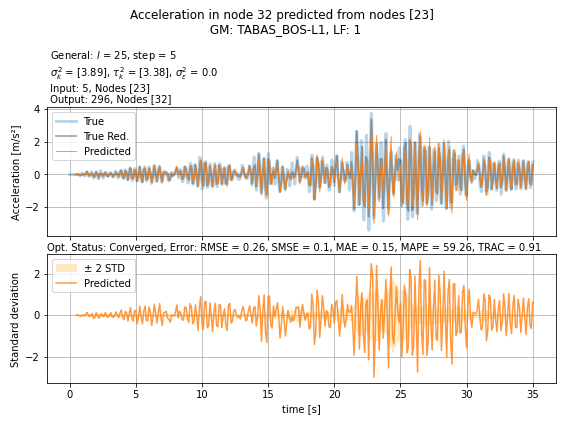 Acceleration in node 32 predicted from nodes [23]
GM: TABAS_BOS-L1, LF: 1
General: l = 25, step = 5
σ²ₖ = [3.89], τ²ₖ = [3.38], σ²ₑ = 0.0
Input: 5, Nodes [23]
Output: 296, Nodes [32]
Acceleration [m/s²]
4
2
0
−2
True
True Red.
Predicted
Opt. Status: Converged, Error: RMSE = 0.26, SMSE = 0.1, MAE = 0.15, MAPE = 59.26, TRAC = 0.91
Standard deviation
2
0
−2
± 2 STD
Predicted
0 5 10 15 20 25 30 35
time [s]